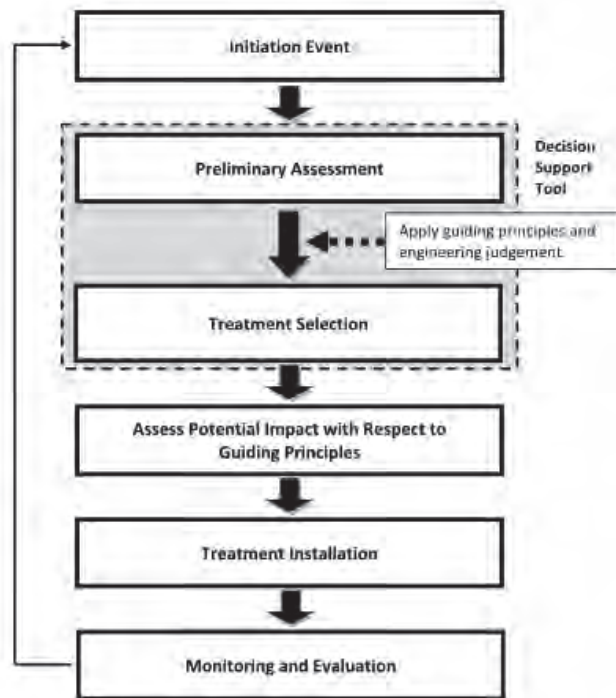 Initiation Event
Preliminary Assessment
Decision
Support
Tool
Apply guiding principles and
engineering judgement
Treatment Selection
Assess Potential Impact with Respect to
Guiding Principles
Treatment Installation
Monitoring and Evaluation